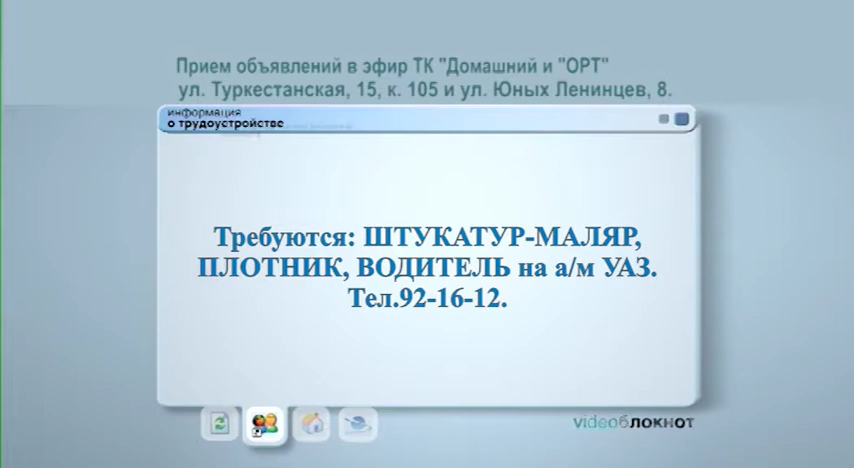 Прием объявлений в эфир ТК "Домашний и "ОРТ"
ул. Туркестанская, 15, к. 105 и ул. Юных Ленинцев, 8.
информация
о трудоустройстве
Требуются: ШТУКАТУР-МАЛЯР,
ПЛОТНИК, ВОДИТЕЛЬ на а/м УАЗ.
Тел.92-16-12.
videoблокнот